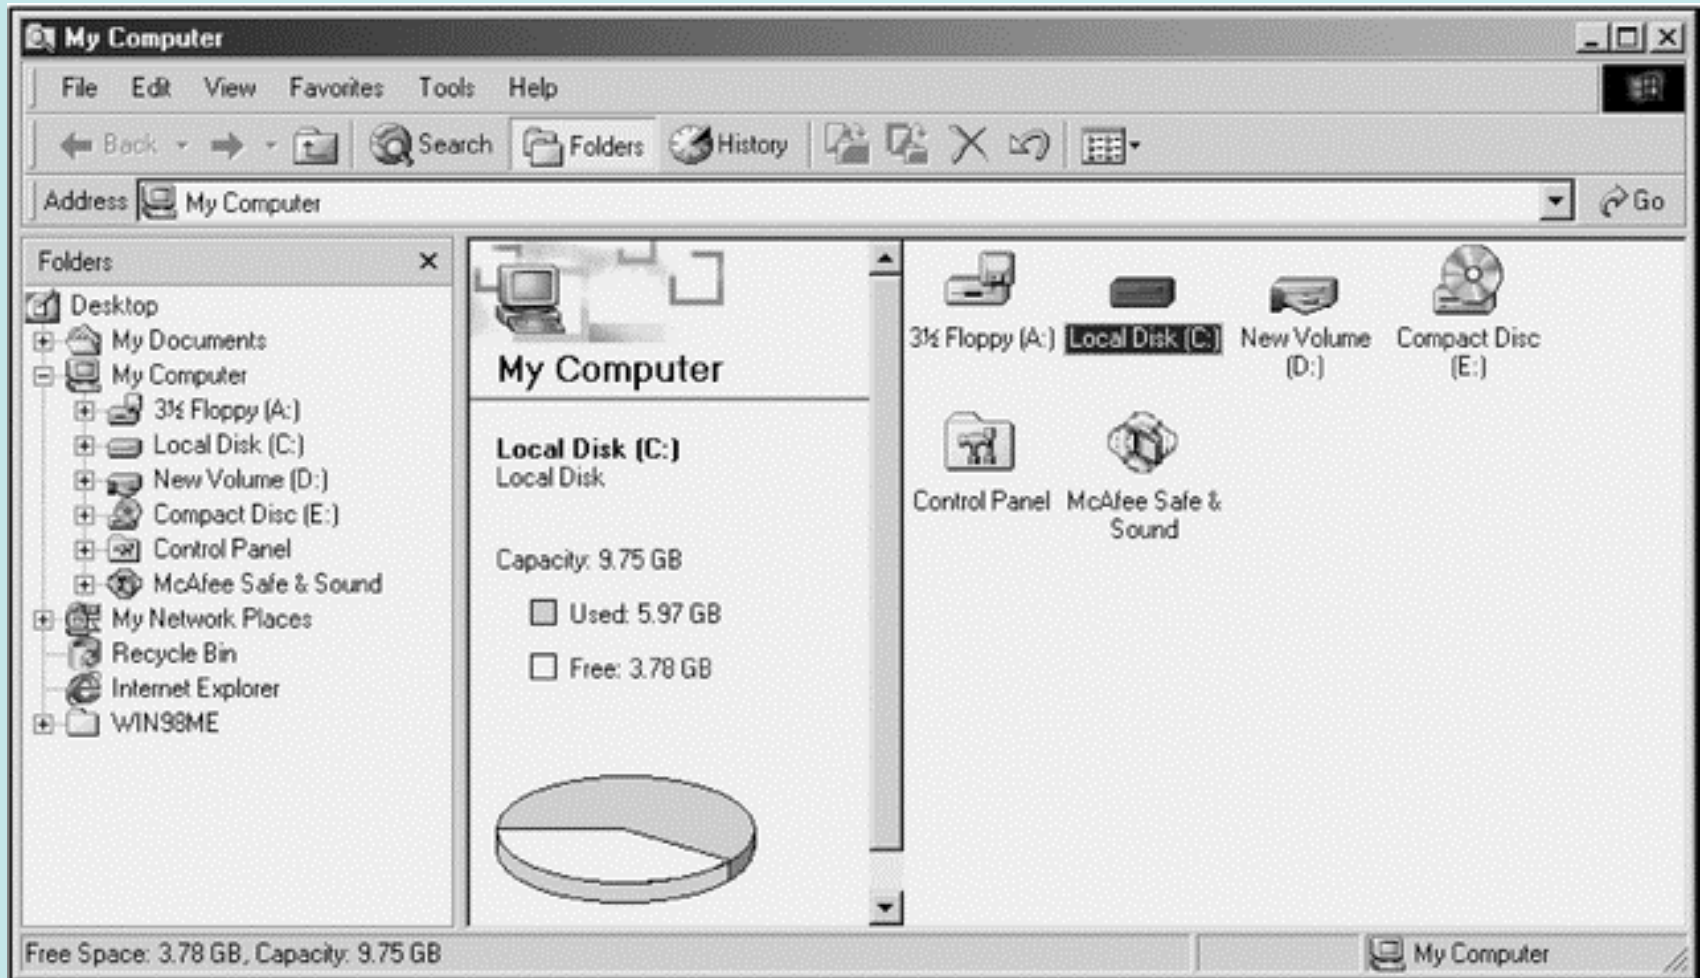 My Computer
File Edit View Favorites Tools Help
Back Search Folders History
Address My Computer Go
Folders
Desktop
My Documents
My Computer
3½ Floppy (A:)
Local Disk (C:)
New Volume (D:)
Compact Disc (E:)
Control Panel
McAfee Safe & Sound
My Network Places
Recycle Bin
Internet Explorer
WIN98ME
My Computer
Local Disk (C:)
Local Disk
Capacity: 9.75 GB
Used: 5.97 GB
Free: 3.78 GB
3½ Floppy (A:) Local Disk (C:) New Volume Compact Disc
(D:) (E:)
Control Panel McAfee Safe &
Sound
Free Space: 3.78 GB, Capacity: 9.75 GB My Computer